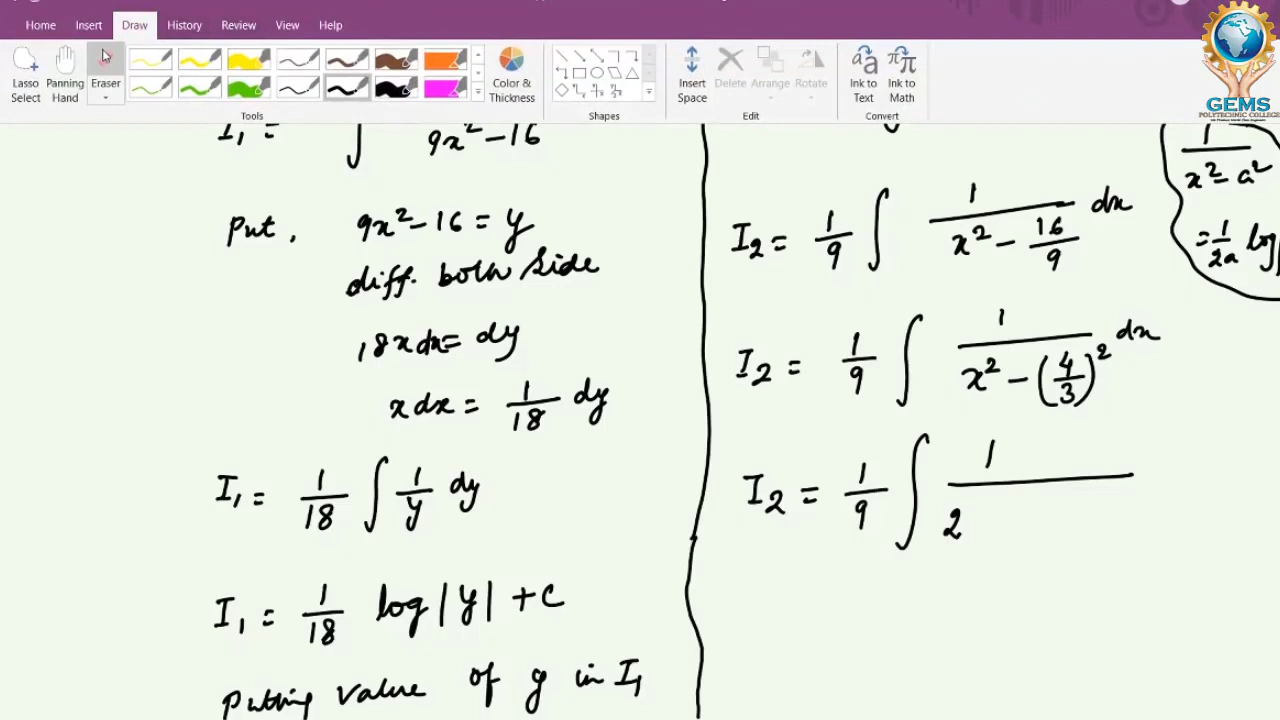 Home Insert Draw History Review View Help
Lasso Select Panning Hand Eraser Color & Thickness Insert Space Delete Arrange Rotate Ink to Text Ink to Math
Tools Shapes Edit Convert
GEMS
POLYTECHNIC COLLEGE
I₁ = ∫ 9x² - 16
Put, 9x² - 16 = y
diff. both side
18x dx = dy
x dx = 1/18 dy
I₁ = 1/18 ∫ 1/y dy
I₁ = 1/18 log |y| + c
Putting value of y in I₁
I₂ = 1/9 ∫ 1/(x² - 16/9) dx
I₂ = 1/9 ∫ 1/(x² - (4/3)²) dx
I₂ = 1/9 ∫ 1/2
1/(x² - a²)
= 1/2a log